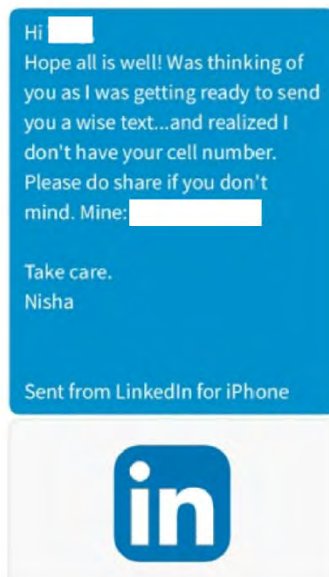 Hi
Hope all is well! Was thinking of
you as I was getting ready to send
you a wise text...and realized I
don't have your cell number.
Please do share if you don't
mind. Mine:
Take care.
Nisha
Sent from LinkedIn for iPhone
in